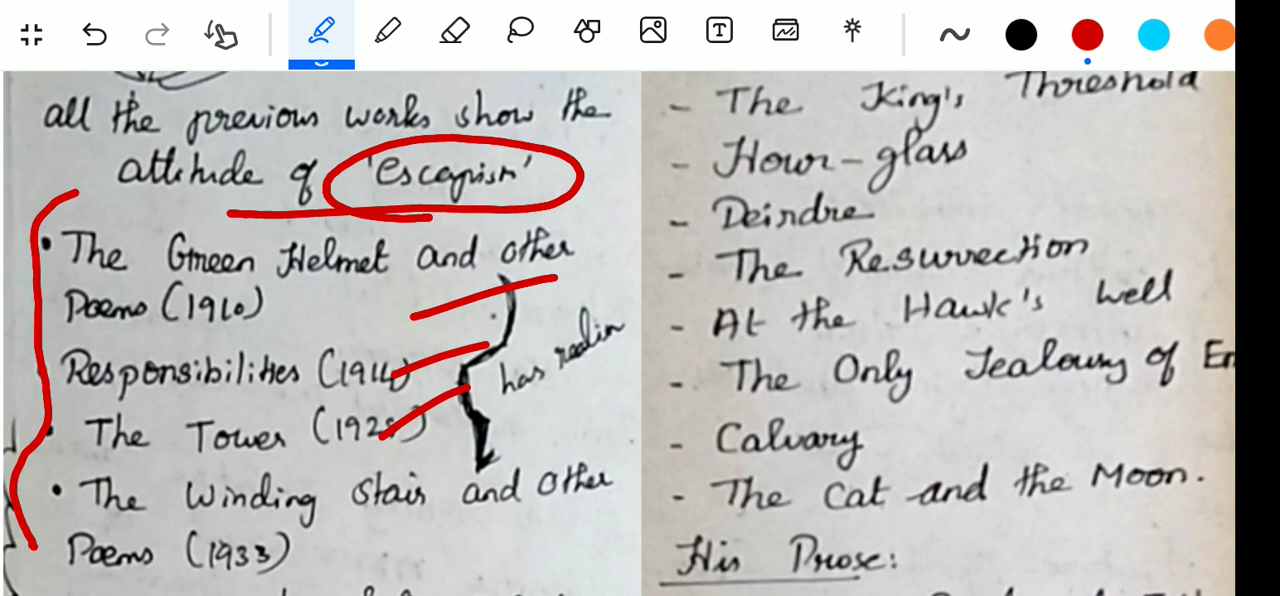 all the previous works show the
attitude of 'escapism'
• The Green Helmet and other
Poems (1910)
Responsibilities (1914)
has
• The Tower (1928)
• The Winding Stair and other
Poems (1933)
- The King's Threshold
- Hour-glass
- Deirdre
- The Resurrection
- At the Hawk's Well
- The Only Jealousy of Em
- Calvary
- The Cat and the Moon.
His Prose: